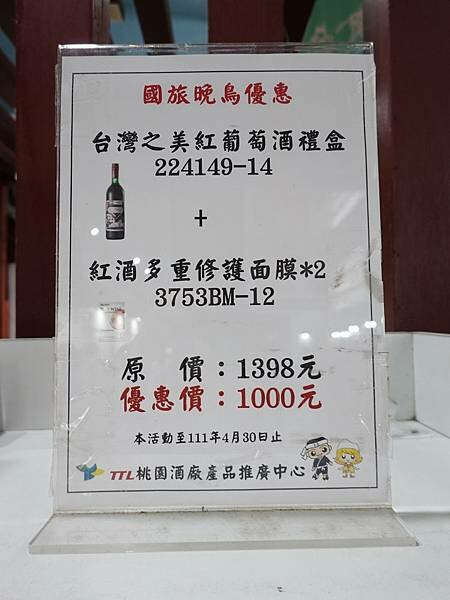 國旅晚鳥優惠
台灣之美紅葡萄酒禮盒
224149-14
+
紅酒多重修護面膜*2
3753BM-12
原 價：1398元
優惠價：1000元
本活動至111年4月30日止
TTL桃園酒廠產品推廣中心